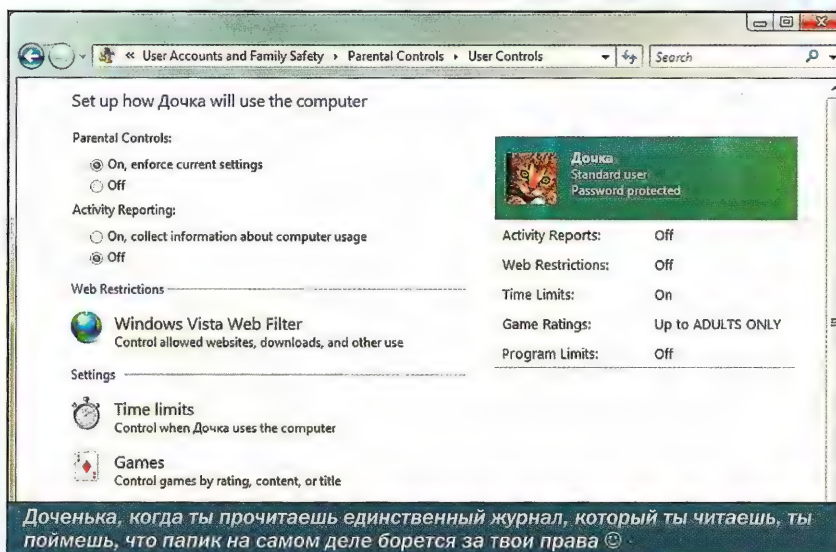 « User Accounts and Family Safety › Parental Controls › User Controls
Search
Set up how Дочка will use the computer
Parental Controls:
On, enforce current settings
Off
Activity Reporting:
On, collect information about computer usage
Off
Web Restrictions
Windows Vista Web Filter
Control allowed websites, downloads, and other use
Settings
Time limits
Control when Дочка uses the computer
Games
Control games by rating, content, or title
Дочка
Standard user
Password protected
Activity Reports: Off
Web Restrictions: Off
Time Limits: On
Game Ratings: Up to ADULTS ONLY
Program Limits: Off
Доченька, когда ты прочитаешь единственный журнал, который ты читаешь, ты
поймешь, что папик на самом деле борется за твои права ☺